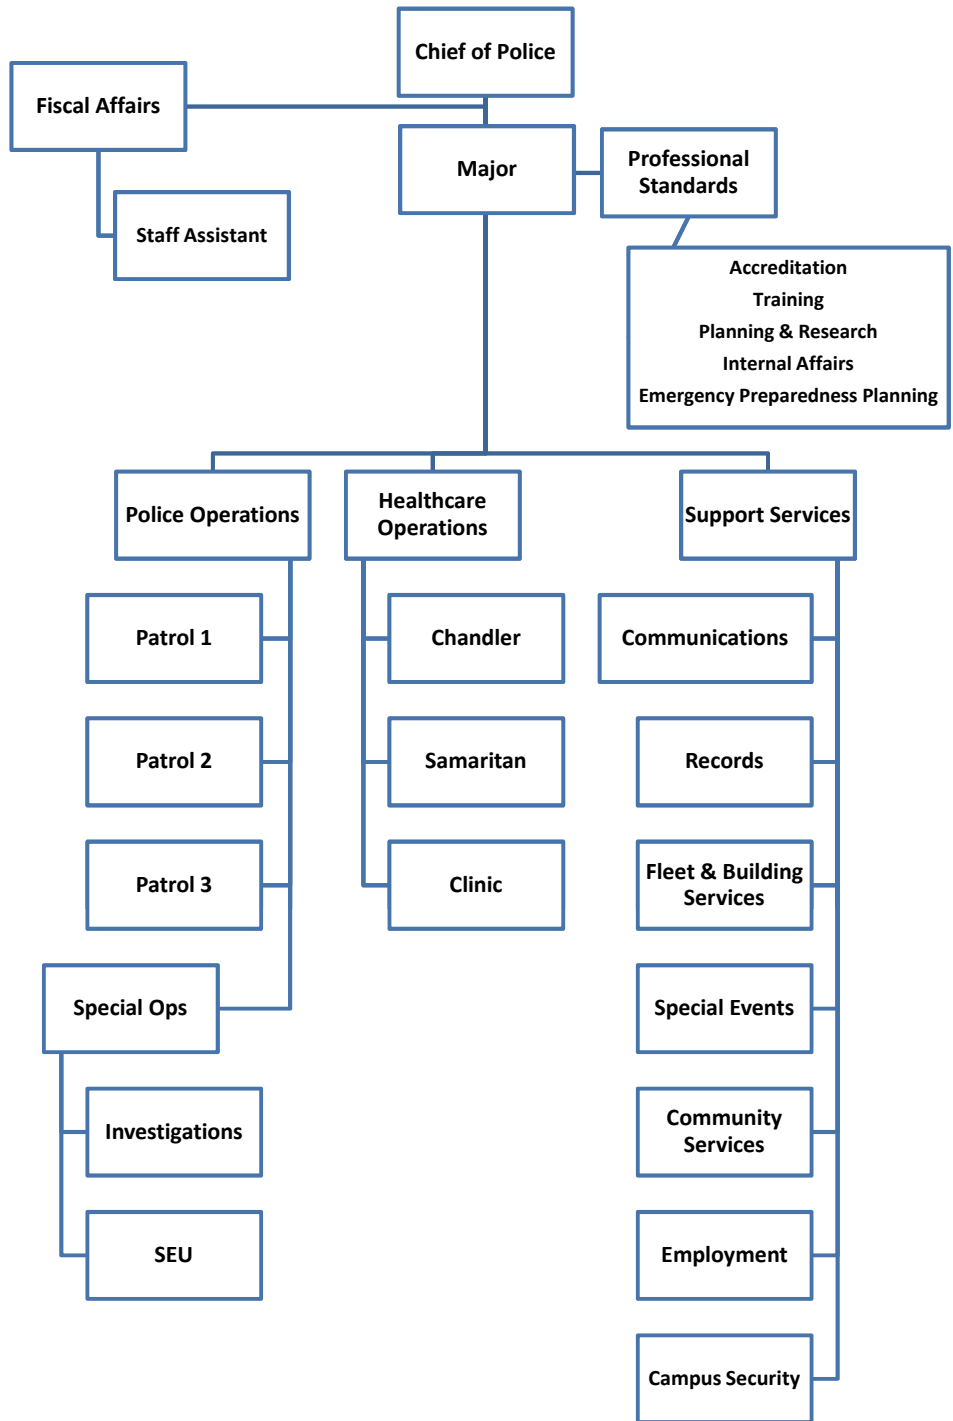 Chief of Police
Fiscal Affairs
Major
Professional
Standards
Staff Assistant
Accreditation
Training
Planning & Research
Internal Affairs
Emergency Preparedness Planning
Police Operations
Healthcare
Operations
Support Services
Patrol 1
Chandler
Communications
Patrol 2
Samaritan
Records
Patrol 3
Clinic
Fleet & Building
Services
Special Ops
Special Events
Investigations
Community
Services
SEU
Employment
Campus Security